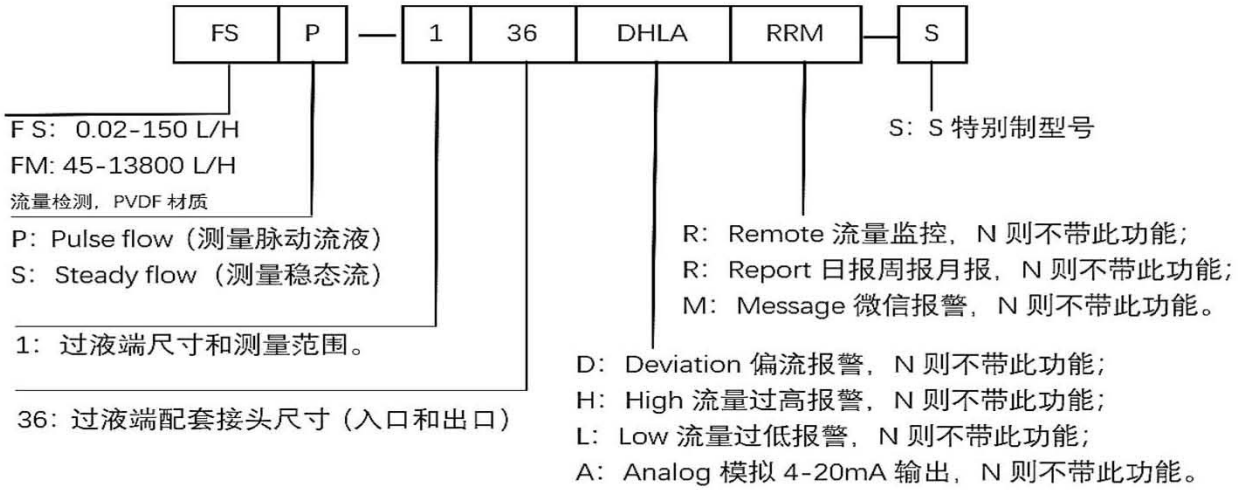 FS P — 1 36 DHLA RRM — S
F S: 0.02-150 L/H
FM: 45-13800 L/H
流量检测, PVDF 材质
P: Pulse flow (测量脉动流液)
S: Steady flow (测量稳态流)
1: 过液端尺寸和测量范围。
36: 过液端配套接头尺寸 (入口和出口)
D: Deviation 偏流报警, N 则不带此功能;
H: High 流量过高报警, N 则不带此功能;
L: Low 流量过低报警, N 则不带此功能;
A: Analog 模拟 4-20mA 输出, N 则不带此功能。
R: Remote 流量监控, N 则不带此功能;
R: Report 日报周报月报, N 则不带此功能;
M: Message 微信报警, N 则不带此功能。
S: S 特别制型号